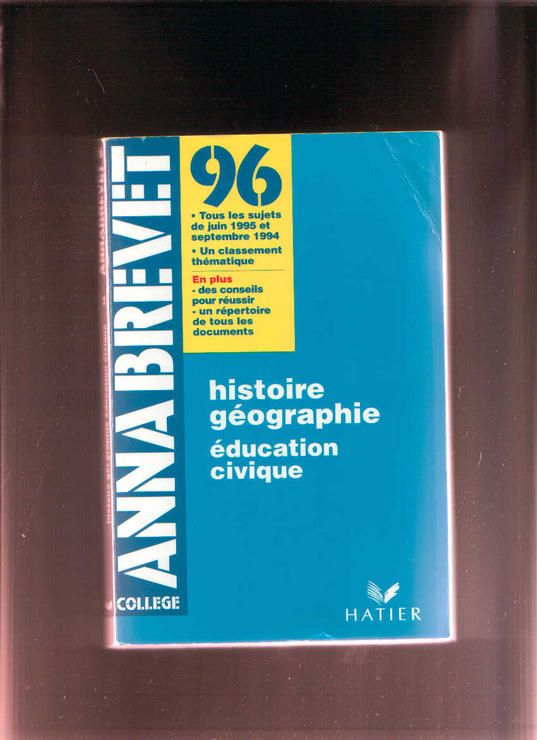 ANNABREVET
COLLEGE
96
• Tous les sujets
de juin 1995 et
septembre 1994
• Un classement
thématique
En plus
- des conseils
pour réussir
- un répertoire
de tous les
documents
histoire
géographie
éducation
civique
HATIER